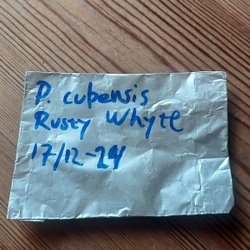 P. cubensis
Rusty Whyte
17/12-24